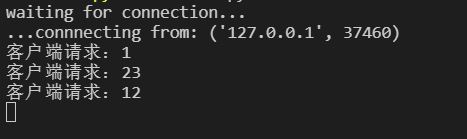 waiting for connection...
...connnecting from: ('127.0.0.1', 37460)
客户端请求：1
客户端请求：23
客户端请求：12